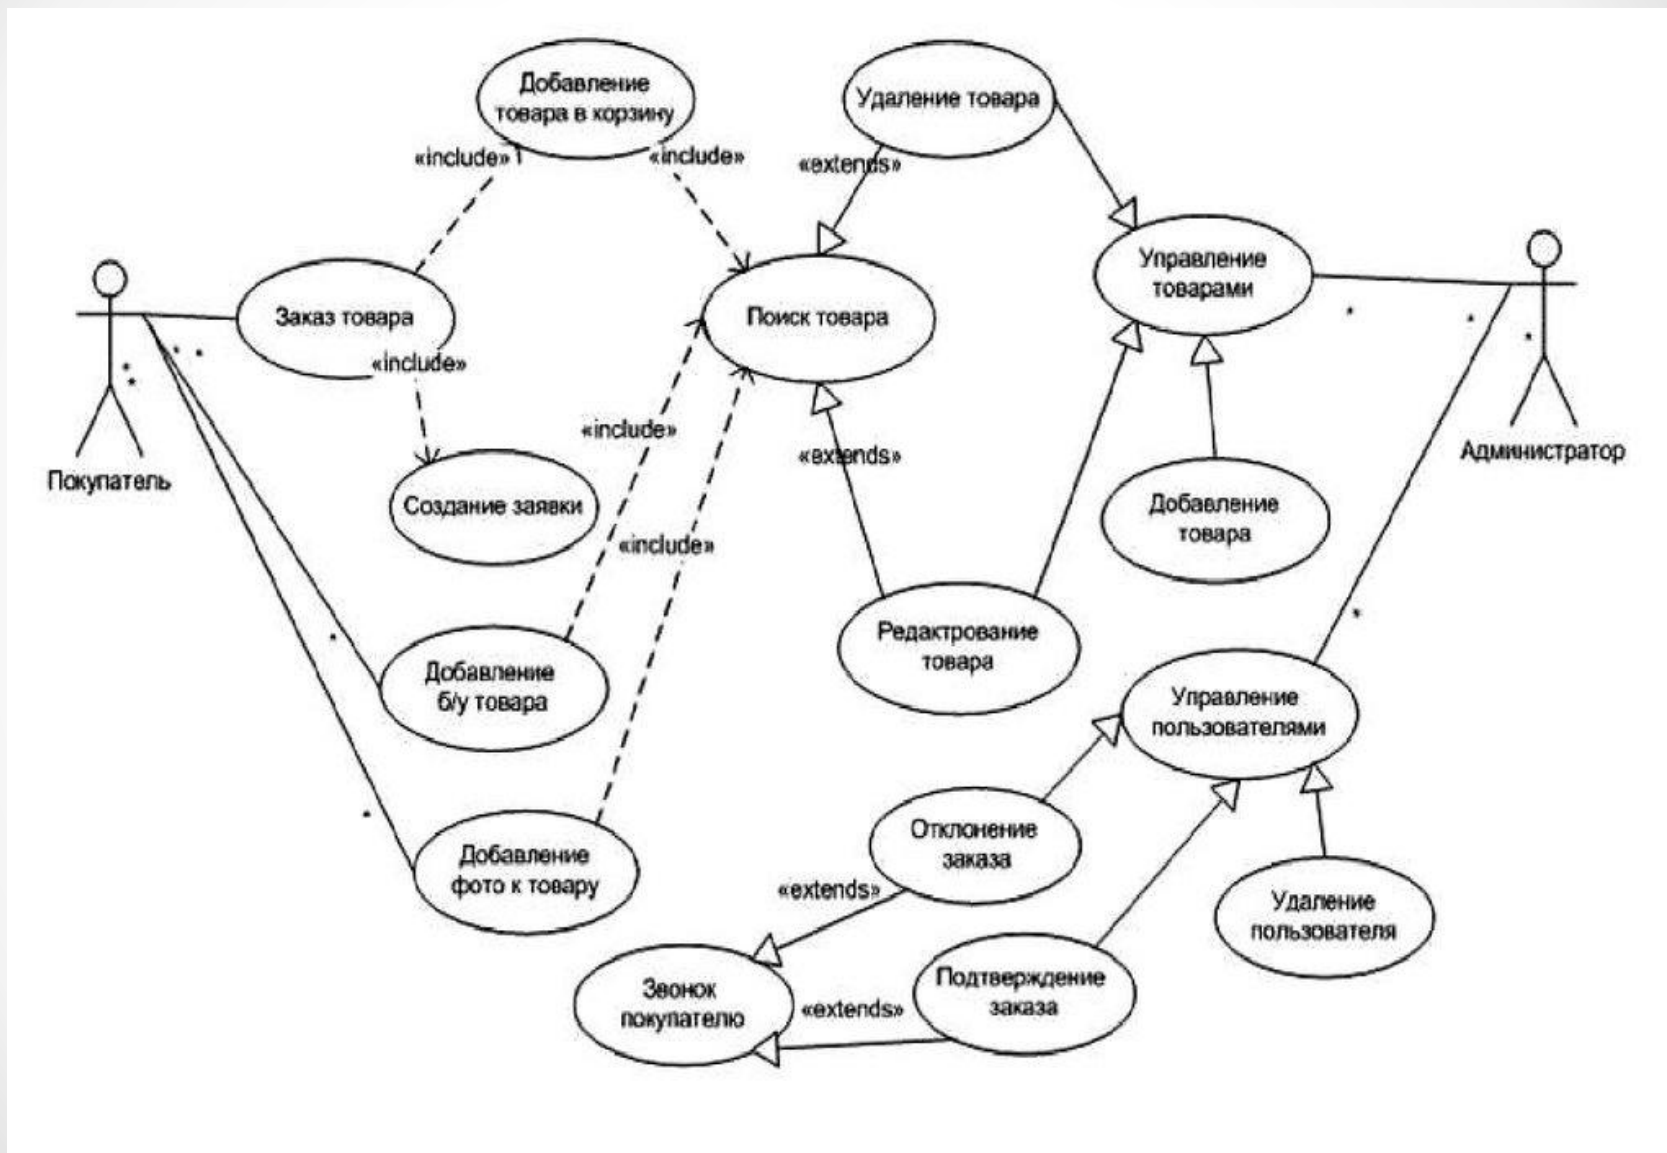 Добавление
товара в корзину
Удаление товара
«include»
«include»
«extends»
Управление
товарами
Заказ товара
Поиск товара
«include»
«include»
«extends»
Администратор
Покупатель
Создание заявки
Добавление
товара
«include»
Редактрование
товара
Добавление
б/у товара
Управление
пользователями
Отклонение
заказа
Добавление
фото к товару
«extends»
Удаление
пользователя
Звонок
покупателю
«extends»
Подтверждение
заказа